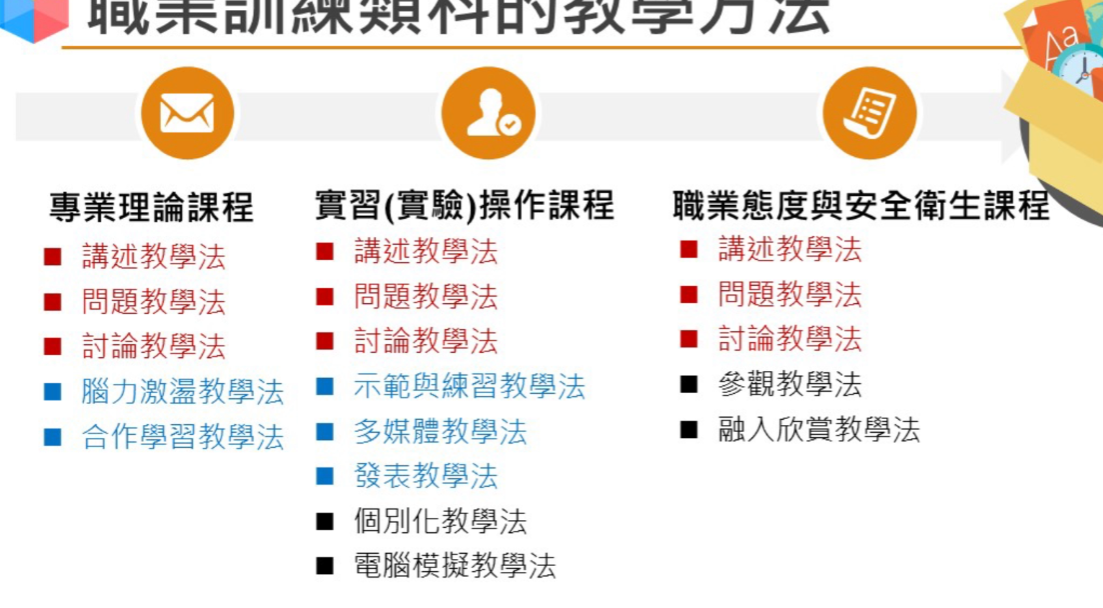 職業訓練類科的教學方法
Aa
專業理論課程
講述教學法
問題教學法
討論教學法
腦力激盪教學法
合作學習教學法
實習(實驗)操作課程
講述教學法
問題教學法
討論教學法
示範與練習教學法
多媒體教學法
發表教學法
個別化教學法
電腦模擬教學法
職業態度與安全衛生課程
講述教學法
問題教學法
討論教學法
參觀教學法
融入欣賞教學法